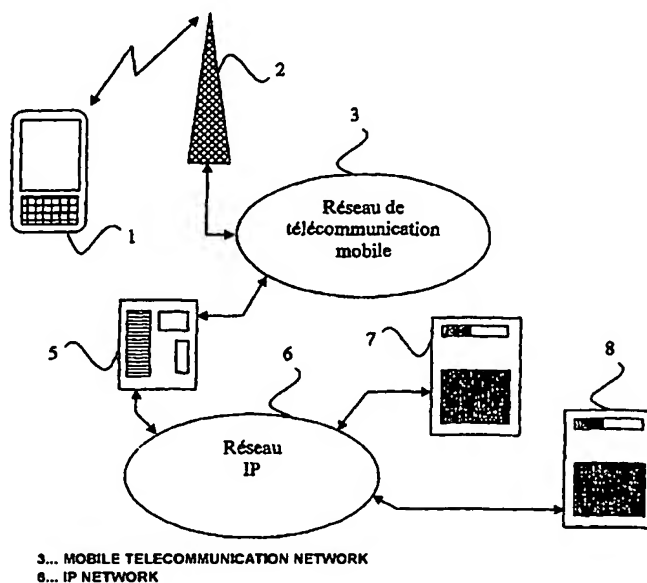 2
3
Réseau de
télécommunication
mobile
1
5
6
7
8
Réseau
IP
3... MOBILE TELECOMMUNICATION NETWORK
6... IP NETWORK